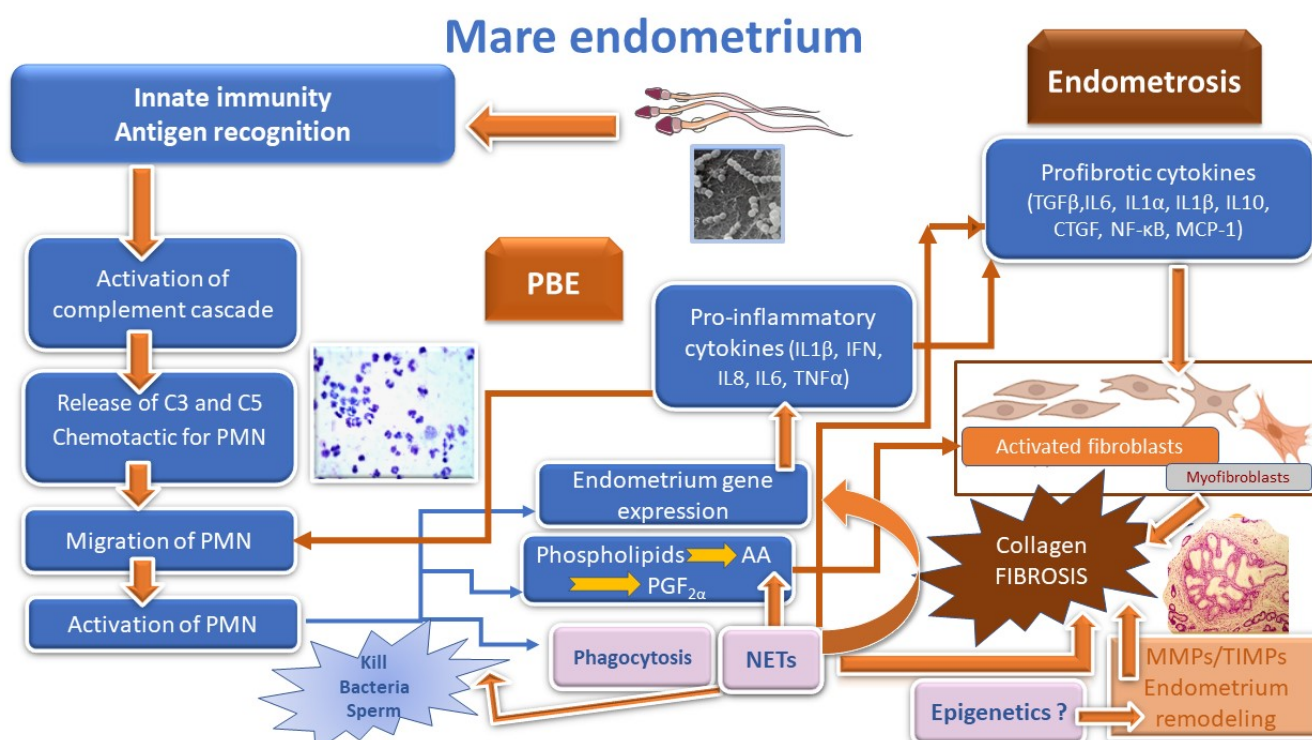 Mare endometrium
Innate immunity
Antigen recognition
Endometrosis
Profibrotic cytokines
(TGFβ,IL6, IL1α, IL1β, IL10,
CTGF, NF-κB, MCP-1)
Activation of
complement cascade
PBE
Pro-inflammatory
cytokines (IL1β, IFN,
IL8, IL6, TNFα)
Release of C3 and C5
Chemotactic for PMN
Activated fibroblasts
Myofibroblasts
Endometrium gene
expression
Migration of PMN
Phospholipids AA
PGF2α
Collagen
FIBROSIS
Activation of PMN
Phagocytosis
NETs
Kill
Bacteria
Sperm
MMPs/TIMPs
Endometrium
remodeling
Epigenetics ?